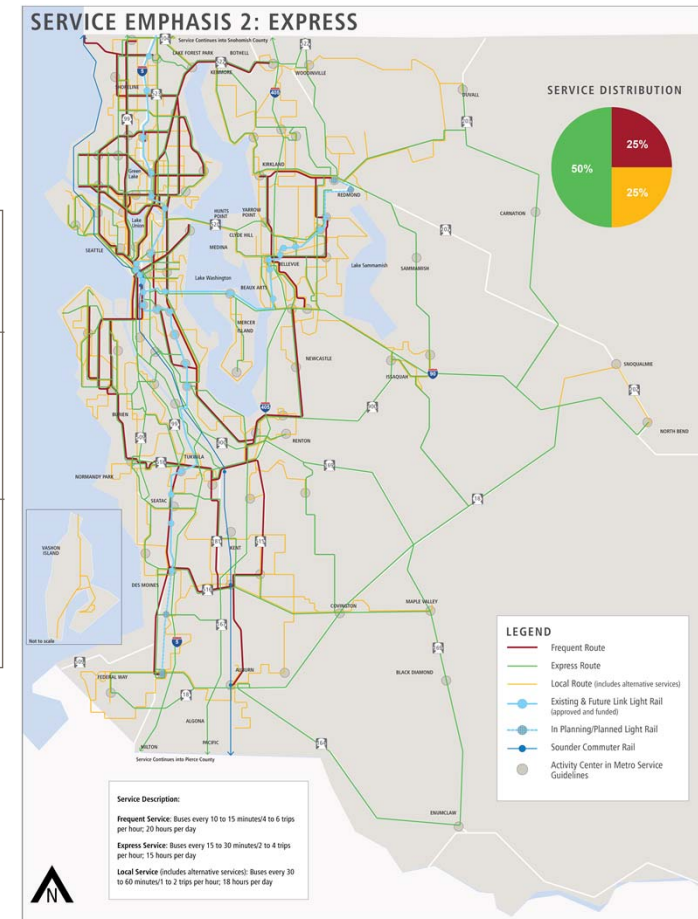 SERVICE EMPHASIS 2: EXPRESS
Service Continues into Snohomish County
LAKE FOREST PARK
BOTHELL
KENMORE
WOODINVILLE
SHORELINE
DUVALL
SERVICE DISTRIBUTION
50%
25%
25%
Green Lake
KIRKLAND
REDMOND
HUNTS POINT
YARROW POINT
Lake Union
CLYDE HILL
CARNATION
SEATTLE
MEDINA
BELLEVUE
SAMMAMISH
Lake Washington
Lake Sammamish
BEAUX ARTS
MERCER ISLAND
NEWCASTLE
ISSAQUAH
90
SNOQUALMIE
405
405
NORTH BEND
BURIEN
RENTON
TUKWILA
NORMANDY PARK
SEATAC
18
VASHON ISLAND
Not to scale
KENT
DES MOINES
COVINGTON
MAPLE VALLEY
5
5
FEDERAL WAY
AUBURN
BLACK DIAMOND
18
ALGONA
MILTON
PACIFIC
Service Continues into Pierce County
ENUMCLAW
LEGEND
Frequent Route
Express Route
Local Route (includes alternative services)
Existing & Future Link Light Rail
(approved and funded)
In Planning/Planned Light Rail
Sounder Commuter Rail
Activity Center in Metro Service
Guidelines
Service Description:
Frequent Service: Buses every 10 to 15 minutes/4 to 6 trips
per hour; 20 hours per day
Express Service: Buses every 15 to 30 minutes/2 to 4 trips
per hour; 15 hours per day
Local Service (includes alternative services): Buses every 30
to 60 minutes/1 to 2 trips per hour; 18 hours per day
N